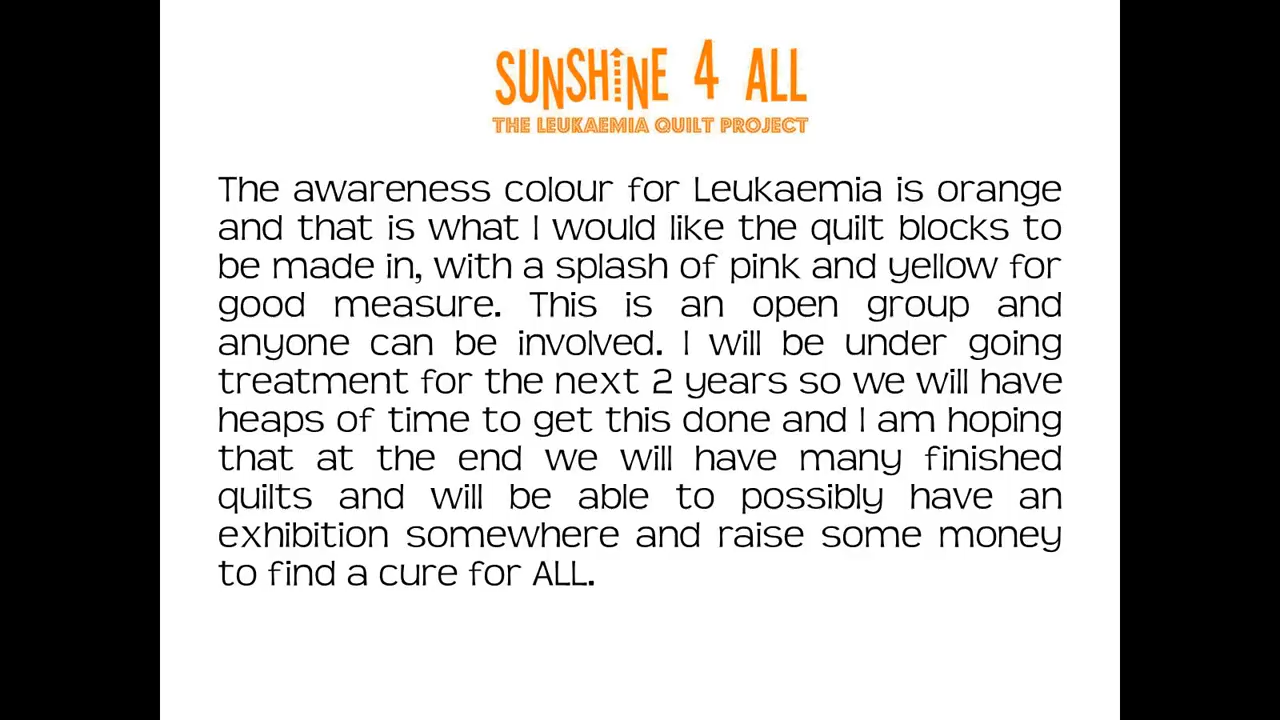 SUNSHINE 4 ALL
THE LEUKAEMIA QUILT PROJECT
The awareness colour for Leukaemia is orange
and that is what I would like the quilt blocks to
be made in, with a splash of pink and yellow for
good measure. This is an open group and
anyone can be involved. I will be under going
treatment for the next 2 years so we will have
heaps of time to get this done and I am hoping
that at the end we will have many finished
quilts and will be able to possibly have an
exhibition somewhere and raise some money
to find a cure for ALL.